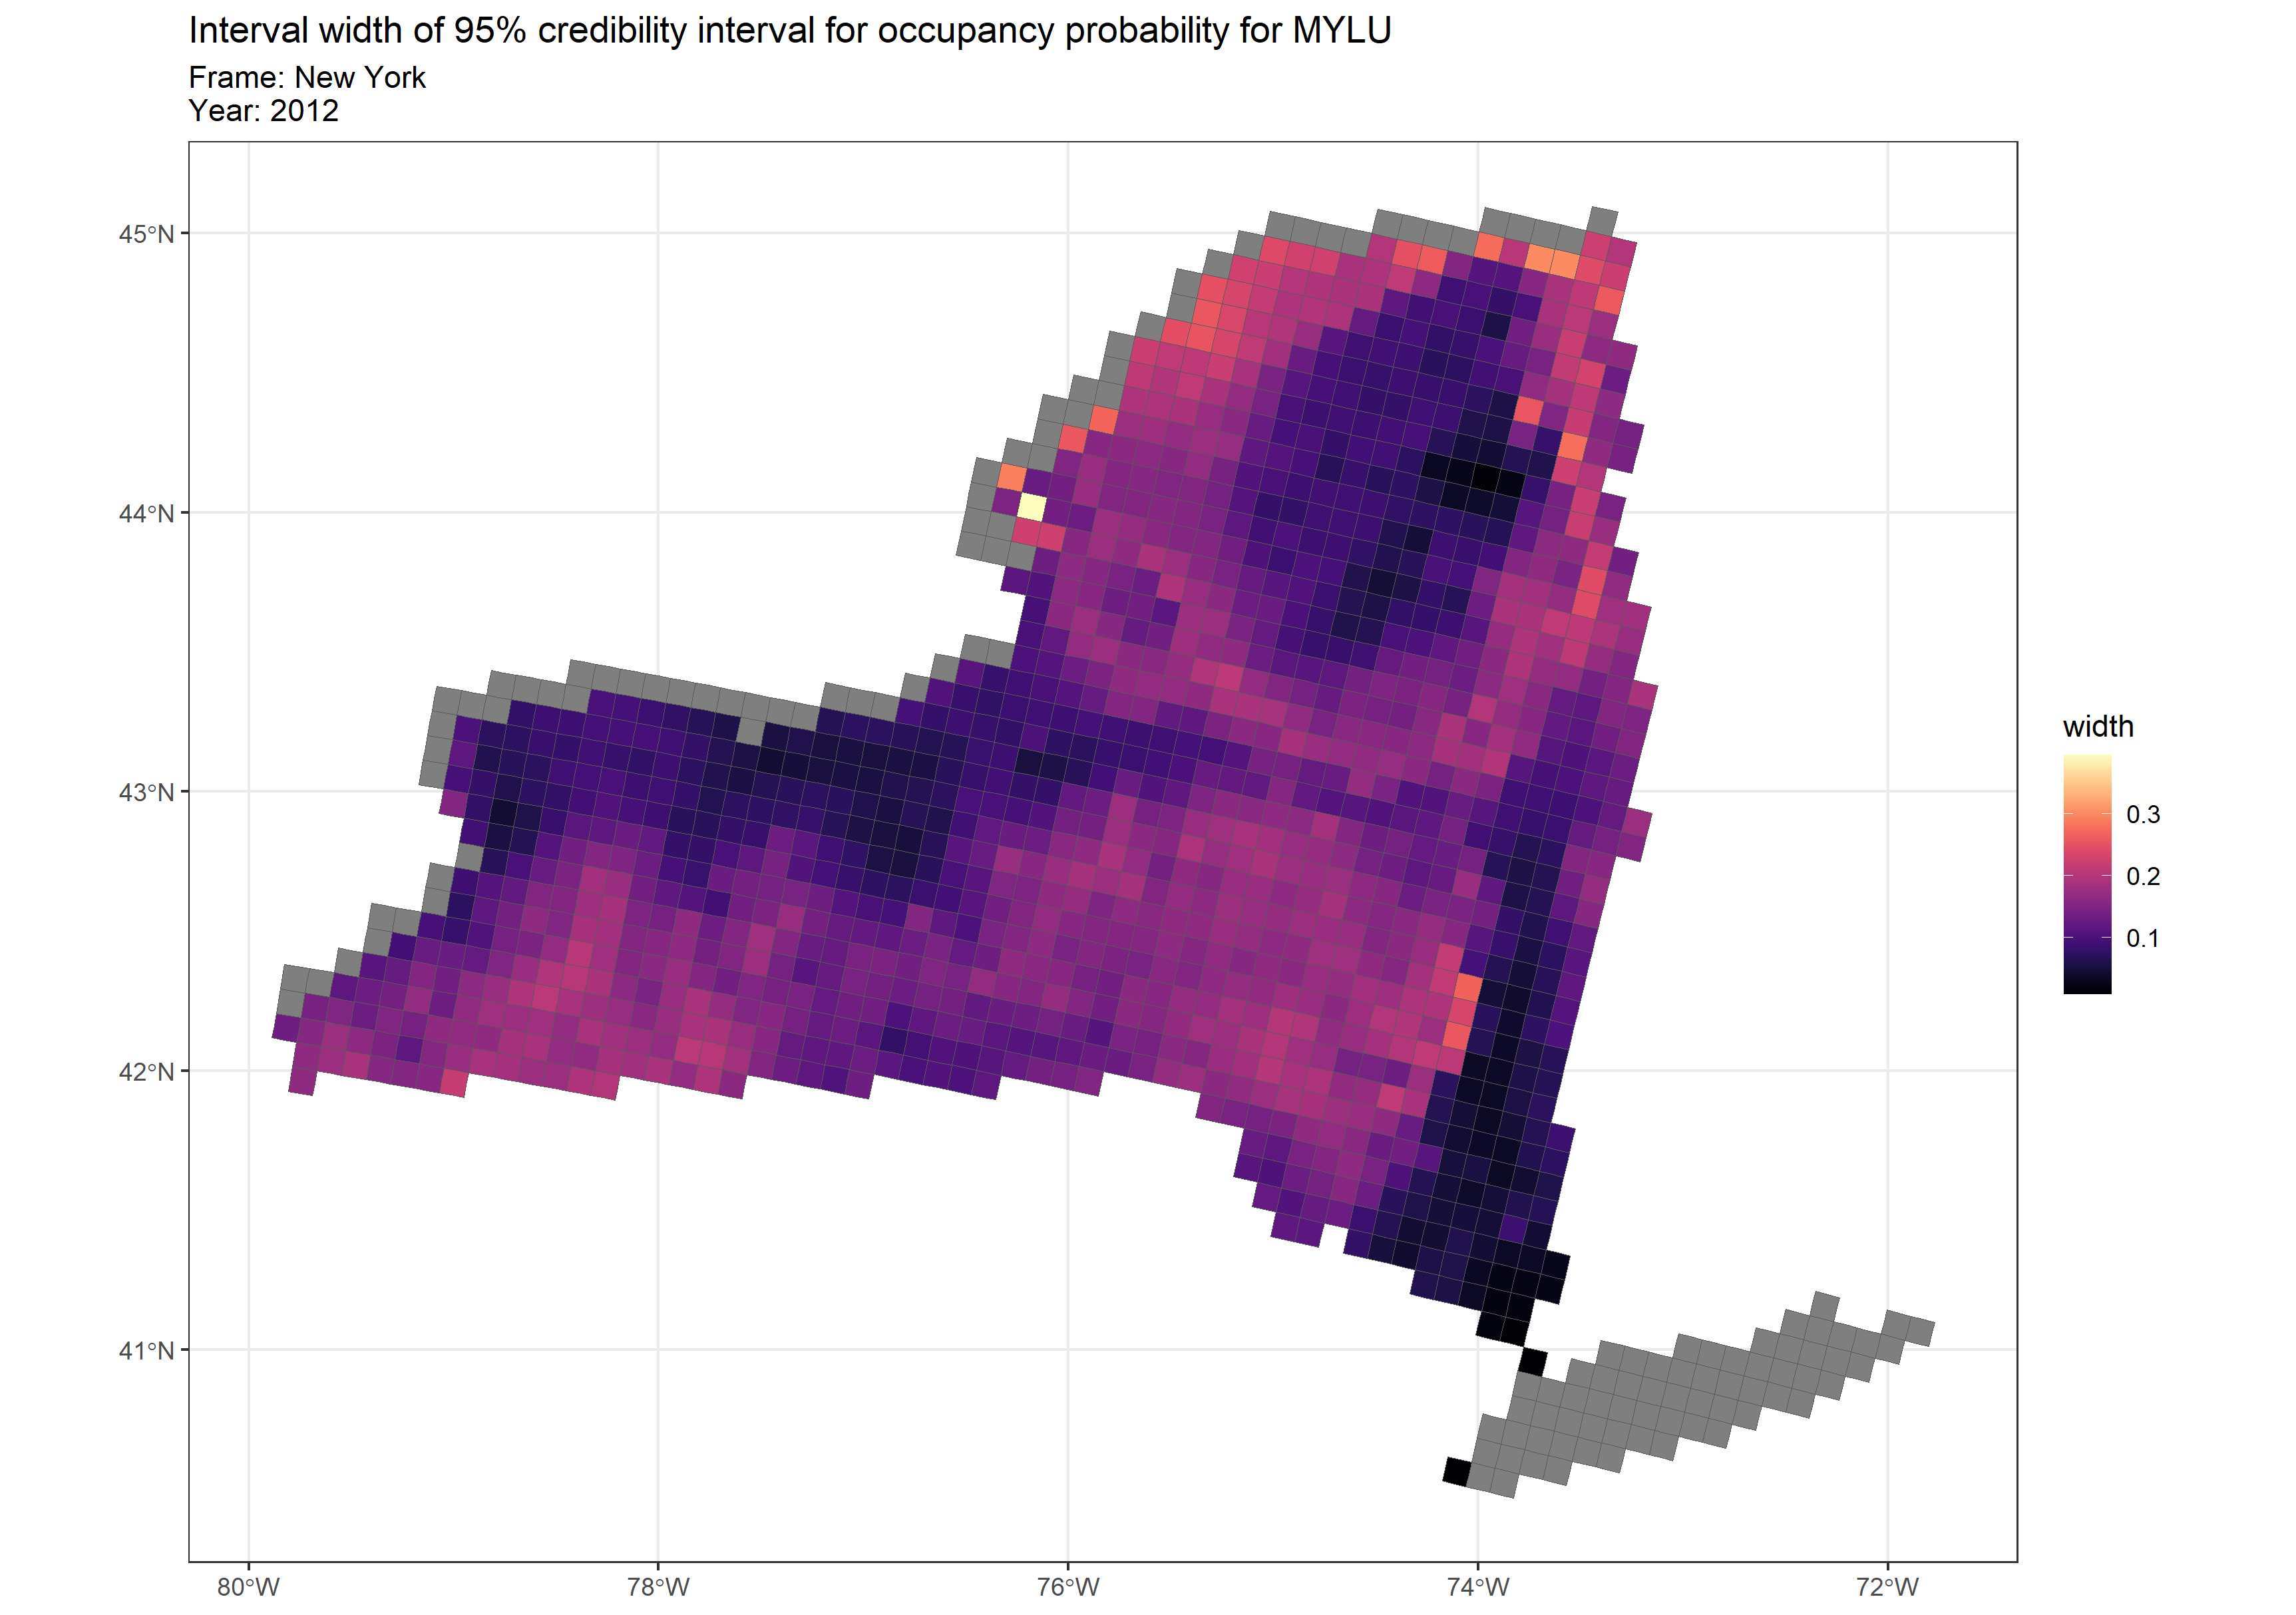 Interval width of 95% credibility interval for occupancy probability for MYLU
Frame: New York
Year: 2012
45°N
44°N
43°N
42°N
41°N
80°W
78°W
76°W
74°W
72°W
width
0.3
0.2
0.1